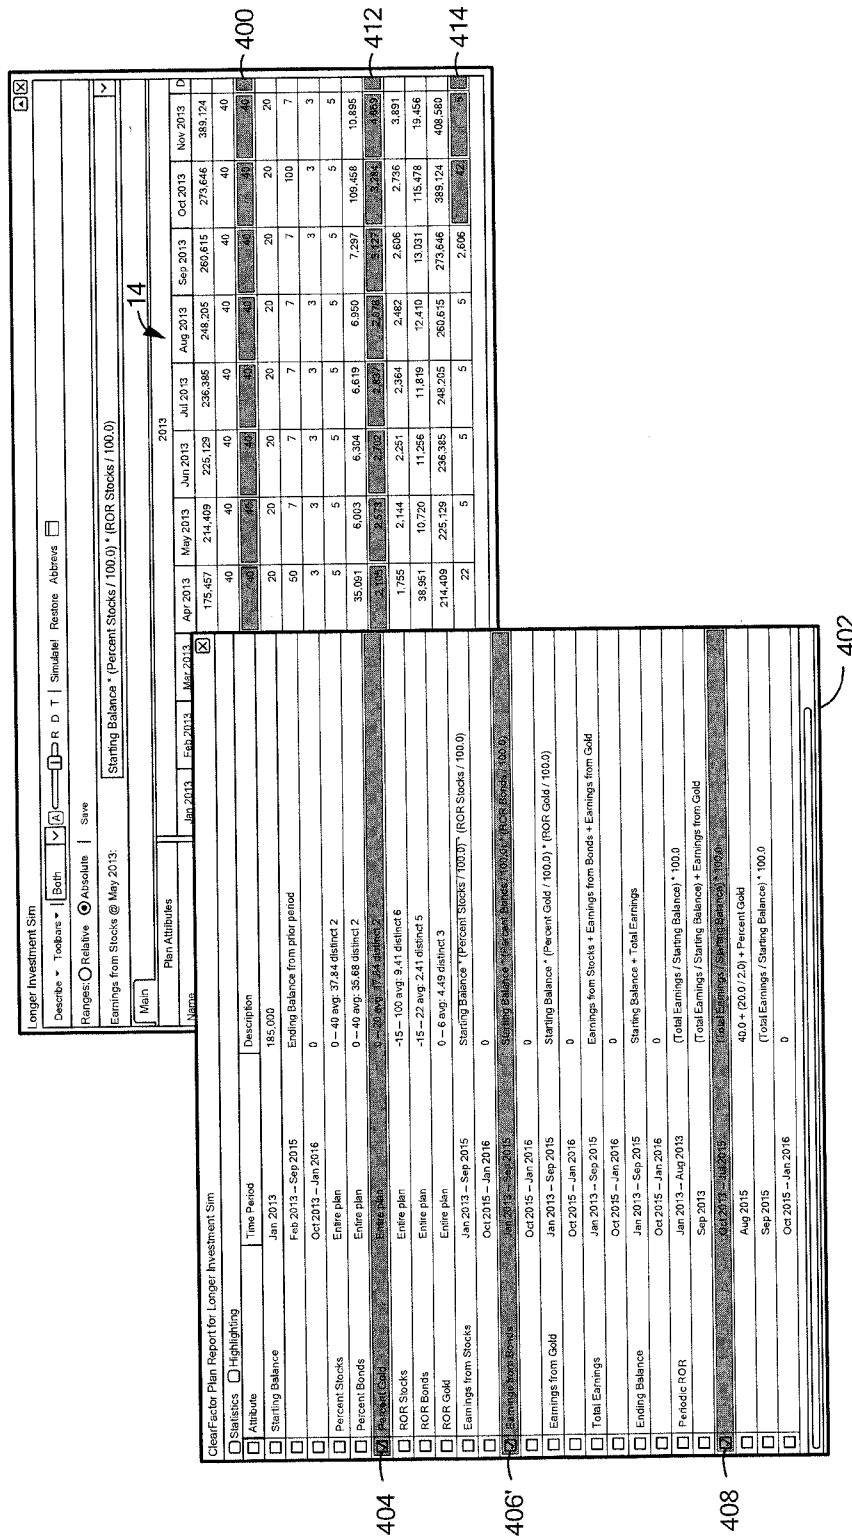 Longer Investment Sim
Describe Toolbars Both A R D T Simulate! Restore Abbrevs
Ranges: Relative Absolute Save
Earnings from Stocks @ May 2013: Starting Balance * (Percent Stocks / 100.0) * (ROR Stocks / 100.0)
Main
14
Plan Attributes 2013
Name Jan 2013 Feb 2013 Mar 2013 Apr 2013 May 2013 Jun 2013 Jul 2013 Aug 2013 Sep 2013 Oct 2013 Nov 2013 D
175,457 214,409 225,129 236,385 248,205 260,615 273,646 389,124
40 40 40 40 40 40 40 40
40 40 40 40 40 40 40 40
400
20 20 20 20 20 20 20 20
50 7 7 7 7 7 100 7
3 3 3 3 3 3 3 3
5 5 5 5 5 5 5 5
35,091 6,003 6,304 6,619 6,950 7,297 109,458 10,895
2,105 2,573 2,702 2,837 2,978 3,127 3,284 4,669
412
1,755 2,144 2,251 2,364 2,482 2,606 2,736 3,891
38,951 10,720 11,256 11,819 12,410 13,031 115,478 19,456
214,409 225,129 236,385 248,205 260,615 273,646 389,124 408,580
22 5 5 5 5 2,606 42 5
414
ClearFactor Plan Report for Longer Investment Sim
Statistics Highlighting
Attribute Time Period Description
Starting Balance Jan 2013 185,000
Feb 2013 – Sep 2015 Ending Balance from prior period
Oct 2013 – Jan 2016 0
Percent Stocks Entire plan 0 – 40 avg: 37.84 distinct 2
Percent Bonds Entire plan 0 – 40 avg: 35.68 distinct 2
404
Percent Gold Entire plan 0 – 20 avg: 17.84 distinct 2
ROR Stocks Entire plan -15 – 100 avg: 9.41 distinct 6
ROR Bonds Entire plan -15 – 22 avg: 2.41 distinct 5
ROR Gold Entire plan 0 – 6 avg: 4.49 distinct 3
Earnings from Stocks Jan 2013 – Sep 2015 Starting Balance * (Percent Stocks / 100.0) * (ROR Stocks / 100.0)
Oct 2015 – Jan 2016 0
406'
Earnings from Bonds Jan 2013 – Sep 2015 Starting Balance * (Percent Bonds / 100.0) * (ROR Bonds / 100.0)
Oct 2015 – Jan 2016 0
Earnings from Gold Jan 2013 – Sep 2015 Starting Balance * (Percent Gold / 100.0) * (ROR Gold / 100.0)
Oct 2015 – Jan 2016 0
Total Earnings Jan 2013 – Sep 2015 Earnings from Stocks + Earnings from Bonds + Earnings from Gold
Oct 2015 – Jan 2016 0
Ending Balance Jan 2013 – Sep 2015 Starting Balance + Total Earnings
Oct 2015 – Jan 2016 0
Periodic ROR Jan 2013 – Aug 2013 (Total Earnings / Starting Balance) * 100.0
Sep 2013 (Total Earnings / Starting Balance) + Earnings from Gold
408
Oct 2013 – Jul 2015 (Total Earnings / Starting Balance) * 100.0
Aug 2015 40.0 + (20.0 / 2.0) + Percent Gold
Sep 2015 (Total Earnings / Starting Balance) * 100.0
Oct 2015 – Jan 2016 0
402